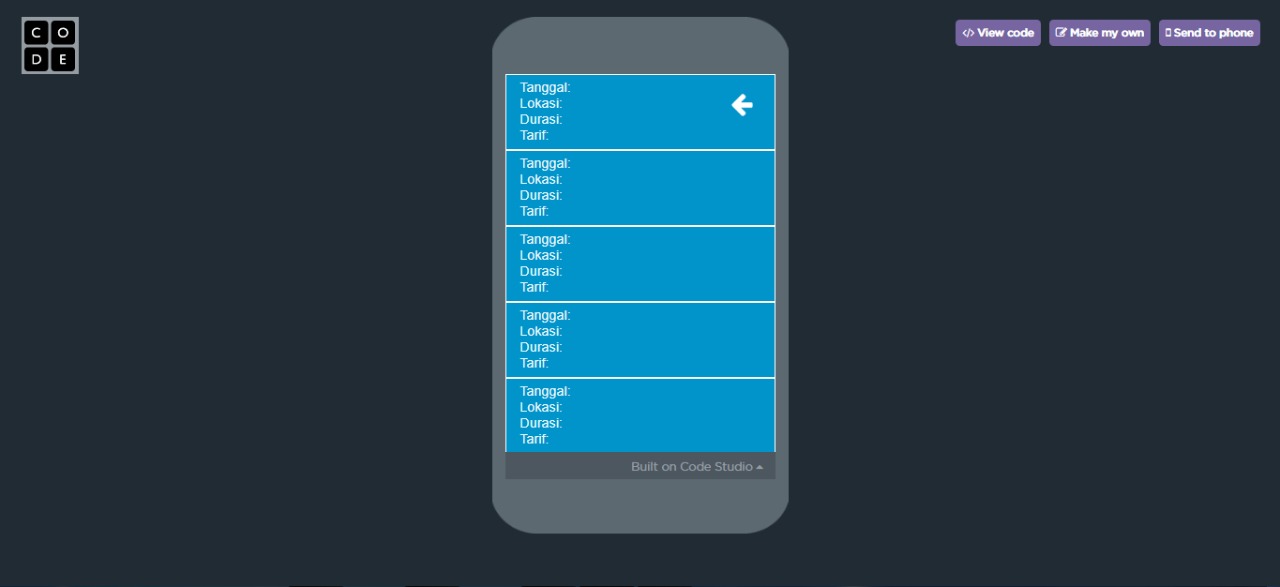 C O
D E
View code
Make my own
Send to phone
Tanggal:
Lokasi:
Durasi:
Tarif:
Tanggal:
Lokasi:
Durasi:
Tarif:
Tanggal:
Lokasi:
Durasi:
Tarif:
Tanggal:
Lokasi:
Durasi:
Tarif:
Tanggal:
Lokasi:
Durasi:
Tarif:
Built on Code Studio